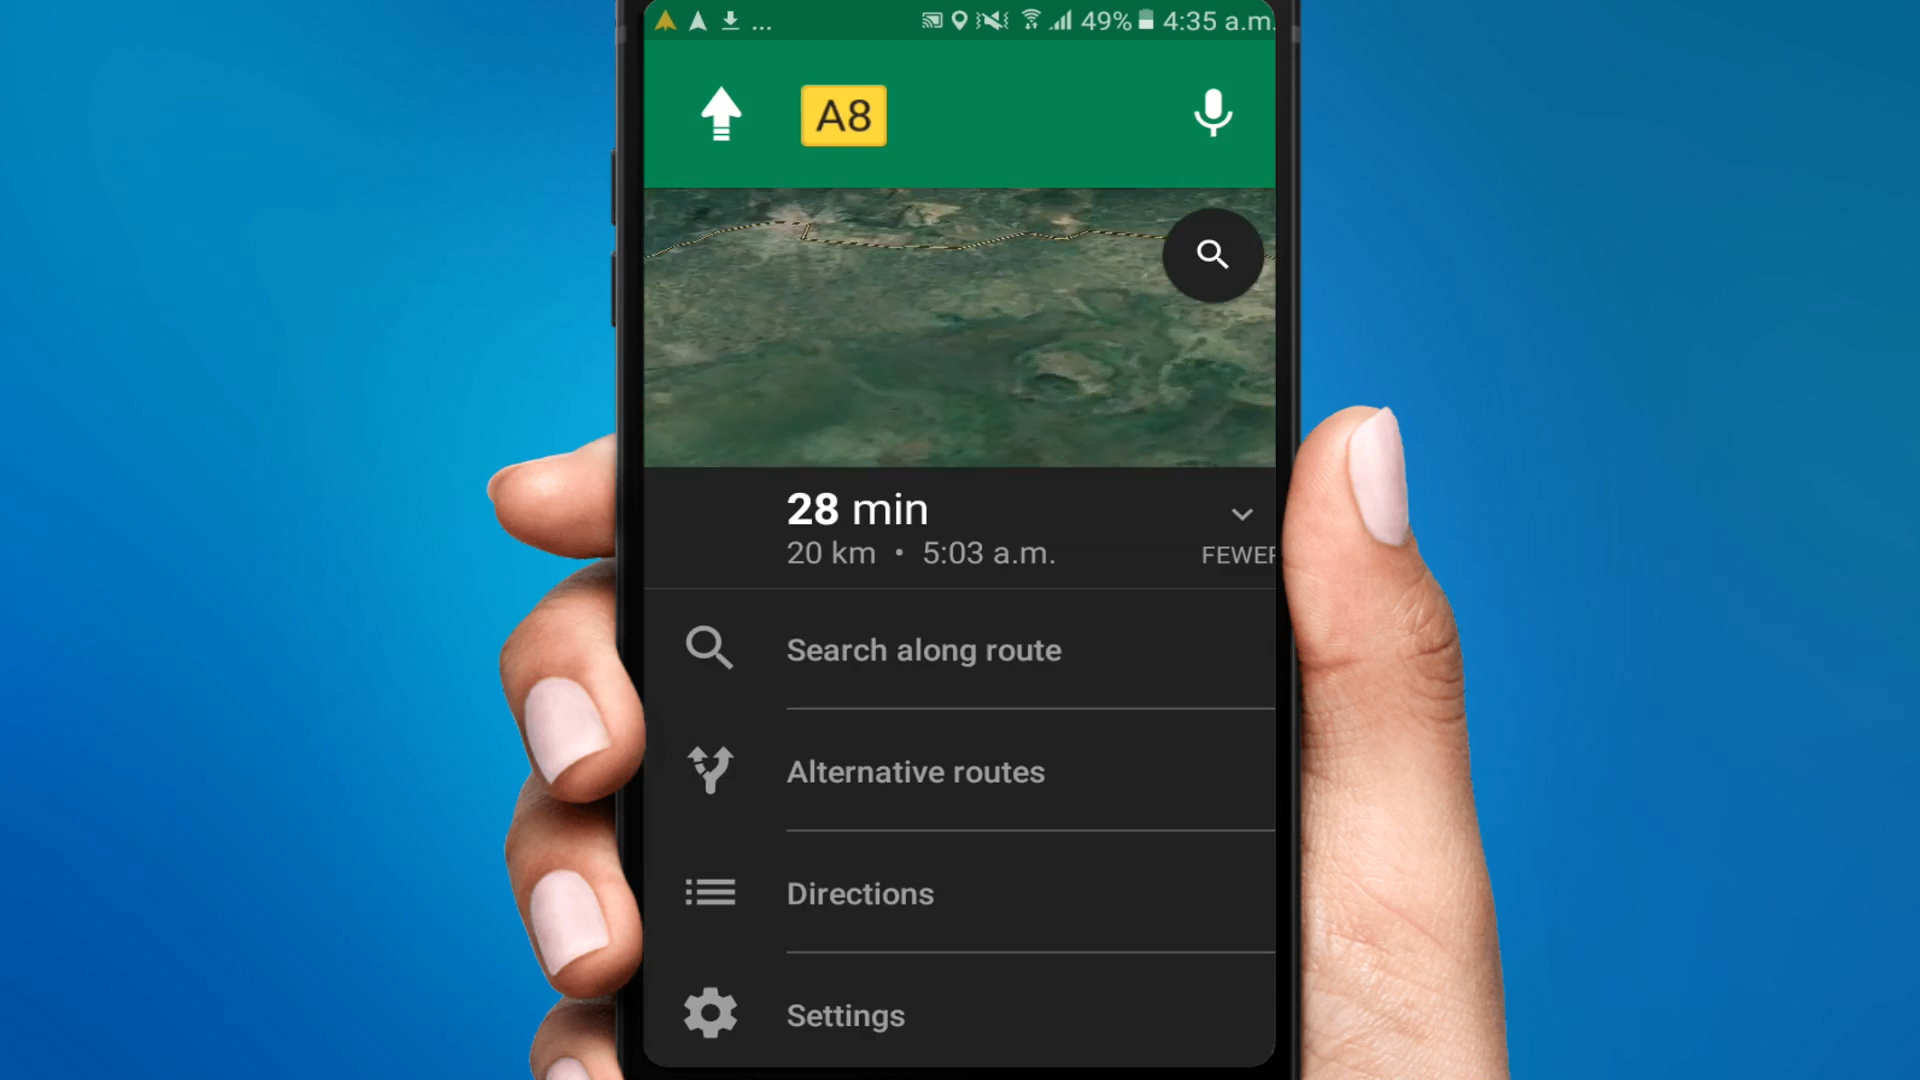 ... 49% 4:35 a.m.
A8
28 min
20 km • 5:03 a.m.
FEWER
Search along route
Alternative routes
Directions
Settings